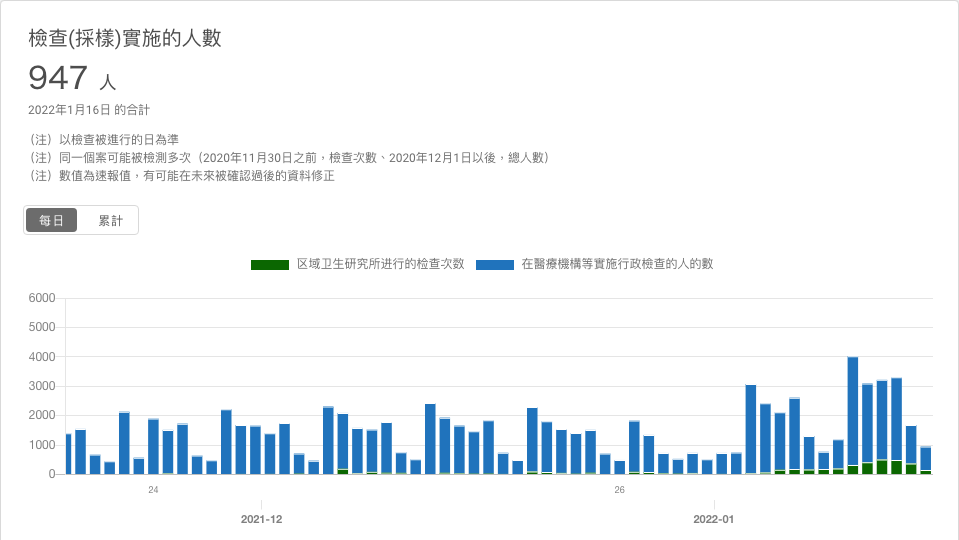 檢查(採樣)實施的人數
947 人
2022年1月16日 的合計
（注）以檢查被進行的日為準
（注）同一個案可能被檢測多次（2020年11月30日之前，檢查次數、2020年12月1日以後，總人數）
（注）數值為速報值，有可能在未來被確認過後的資料修正
每日 累計
区域卫生研究所进行的检查次数 在醫療機構等實施行政檢查的人的數
6000
5000
4000
3000
2000
1000
0
24 26
2021-12 2022-01